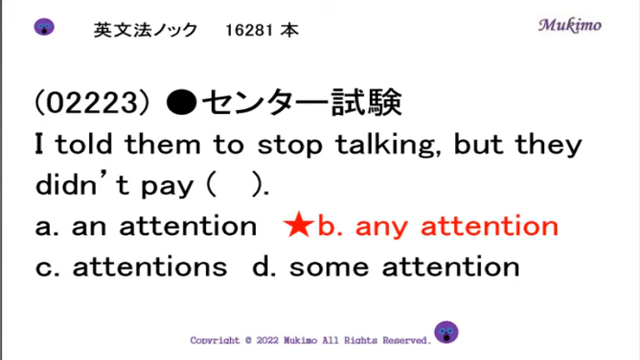 英文法ノック 16281 本
Mukimo
(02223) ●センター試験
I told them to stop talking, but they
didn't pay (　).
a. an attention ★b. any attention
c. attentions d. some attention
Copyright @ 2022 Mukimo All Rights Reserved.